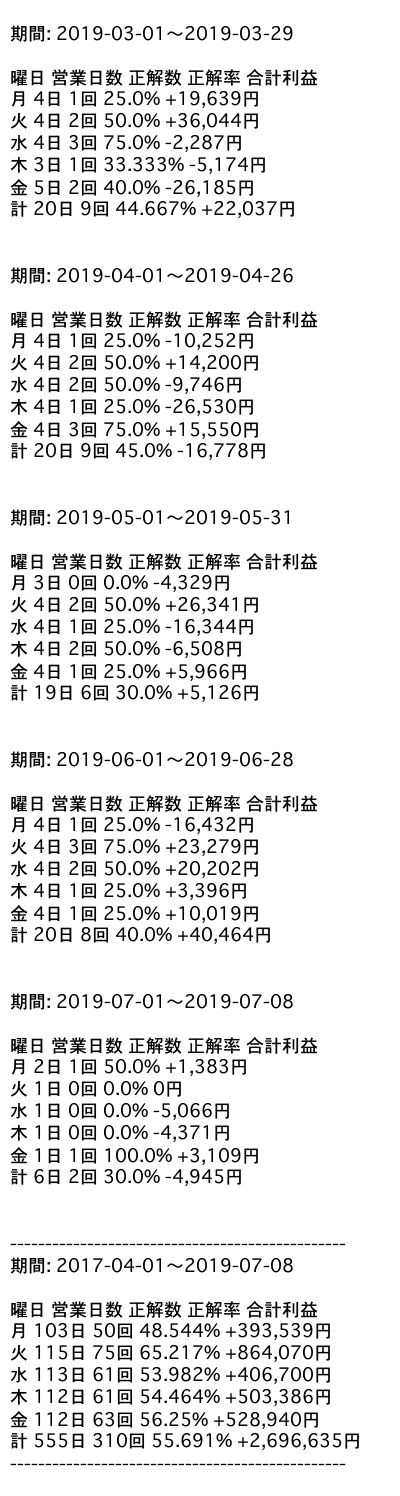 期間: 2019-03-01〜2019-03-29
曜日 営業日数 正解数 正解率 合計利益
月 4日 1回 25.0% +19,639円
火 4日 2回 50.0% +36,044円
水 4日 3回 75.0% -2,287円
木 3日 1回 33.333% -5,174円
金 5日 2回 40.0% -26,185円
計 20日 9回 44.667% +22,037円
期間: 2019-04-01〜2019-04-26
曜日 営業日数 正解数 正解率 合計利益
月 4日 1回 25.0% -10,252円
火 4日 2回 50.0% +14,200円
水 4日 2回 50.0% -9,746円
木 4日 1回 25.0% -26,530円
金 4日 3回 75.0% +15,550円
計 20日 9回 45.0% -16,778円
期間: 2019-05-01〜2019-05-31
曜日 営業日数 正解数 正解率 合計利益
月 3日 0回 0.0% -4,329円
火 4日 2回 50.0% +26,341円
水 4日 1回 25.0% -16,344円
木 4日 2回 50.0% -6,508円
金 4日 1回 25.0% +5,966円
計 19日 6回 30.0% +5,126円
期間: 2019-06-01〜2019-06-28
曜日 営業日数 正解数 正解率 合計利益
月 4日 1回 25.0% -16,432円
火 4日 3回 75.0% +23,279円
水 4日 2回 50.0% +20,202円
木 4日 1回 25.0% +3,396円
金 4日 1回 25.0% +10,019円
計 20日 8回 40.0% +40,464円
期間: 2019-07-01〜2019-07-08
曜日 営業日数 正解数 正解率 合計利益
月 2日 1回 50.0% +1,383円
火 1日 0回 0.0% 0円
水 1日 0回 0.0% -5,066円
木 1日 0回 0.0% -4,371円
金 1日 1回 100.0% +3,109円
計 6日 2回 30.0% -4,945円
------------------------------------------------
期間: 2017-04-01〜2019-07-08
曜日 営業日数 正解数 正解率 合計利益
月 103日 50回 48.544% +393,539円
火 115日 75回 65.217% +864,070円
水 113日 61回 53.982% +406,700円
木 112日 61回 54.464% +503,386円
金 112日 63回 56.25% +528,940円
計 555日 310回 55.691% +2,696,635円
------------------------------------------------